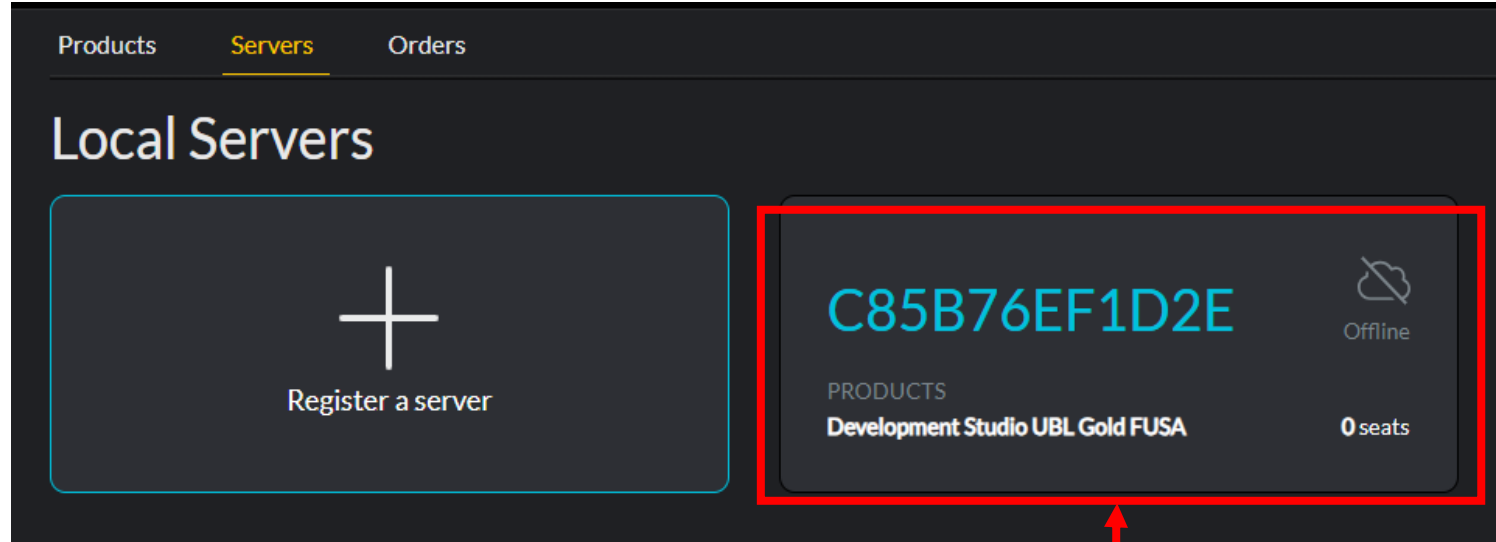 Products Servers Orders
Local Servers
Register a server
C85B76EF1D2E
Offline
PRODUCTS
Development Studio UBL Gold FUSA 0 seats